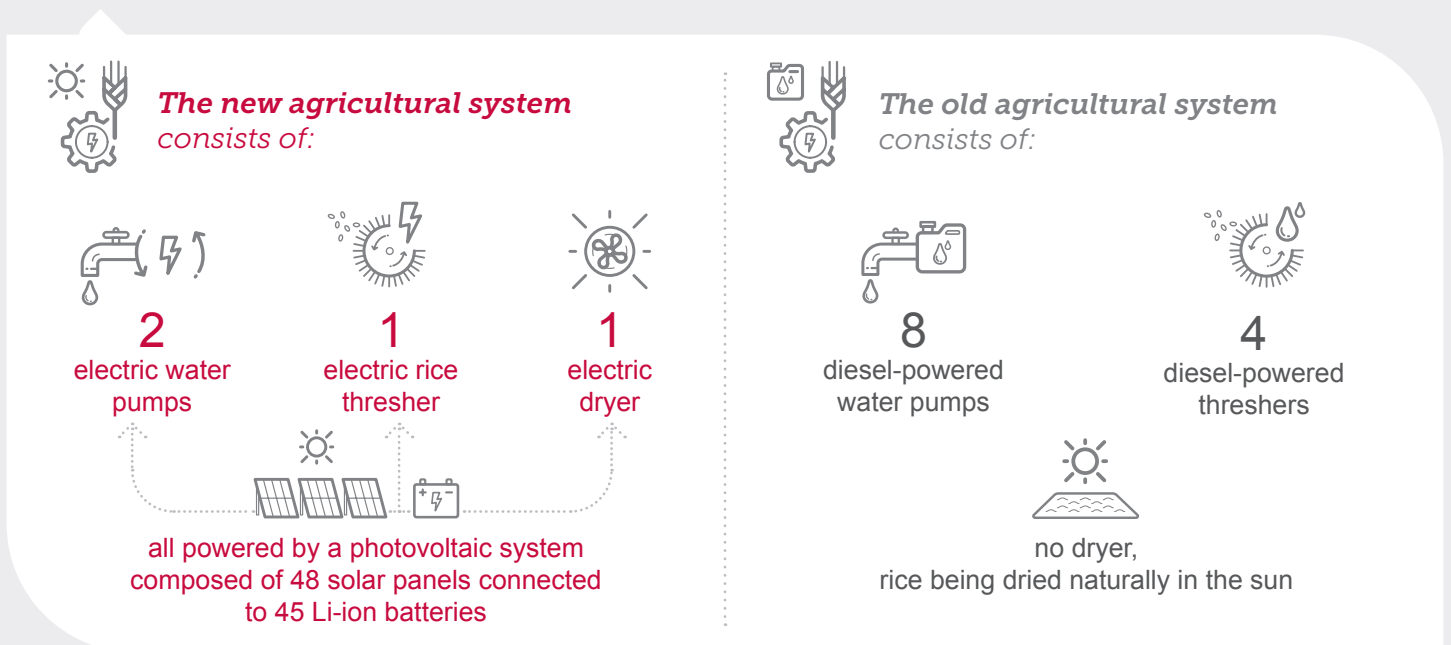 The new agricultural system
consists of:
2
electric water
pumps
1
electric rice
thresher
1
electric
dryer
all powered by a photovoltaic system
composed of 48 solar panels connected
to 45 Li-ion batteries
The old agricultural system
consists of:
8
diesel-powered
water pumps
4
diesel-powered
threshers
no dryer,
rice being dried naturally in the sun